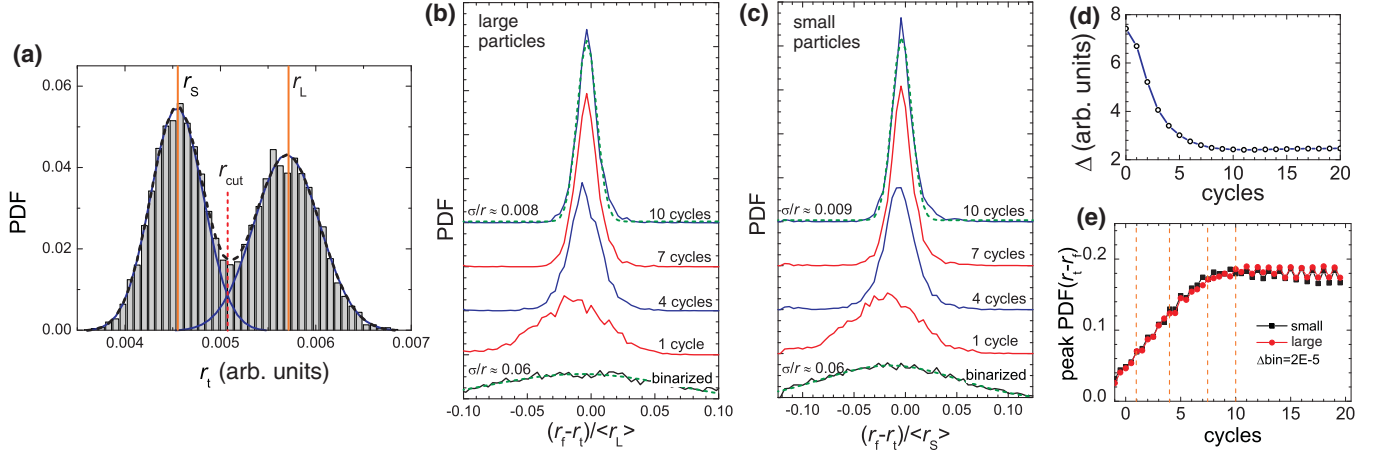 (a)
PDF
0.06
0.04
0.02
0.00
r_S
r_L
r_cut
0.004
0.005
0.006
0.007
r_t (arb. units)
(b)
large
particles
PDF
σ/r ≈ 0.008
10 cycles
7 cycles
4 cycles
1 cycle
σ/r ≈ 0.06
binarized
-0.10
-0.05
0.00
0.05
0.10
(r_f-r_t)/<r_L>
(c)
small
particles
PDF
σ/r ≈ 0.009
10 cycles
7 cycles
4 cycles
1 cycle
σ/r ≈ 0.06
binarized
-0.10
-0.05
0.00
0.05
0.10
(r_f-r_t)/<r_S>
(d)
Δ (arb. units)
8
6
4
2
0
5
10
15
20
cycles
(e)
peak PDF(r_t-r_f)
0.2
0.1
0.0
small
large
Δbin=2E-5
0
5
10
15
20
cycles